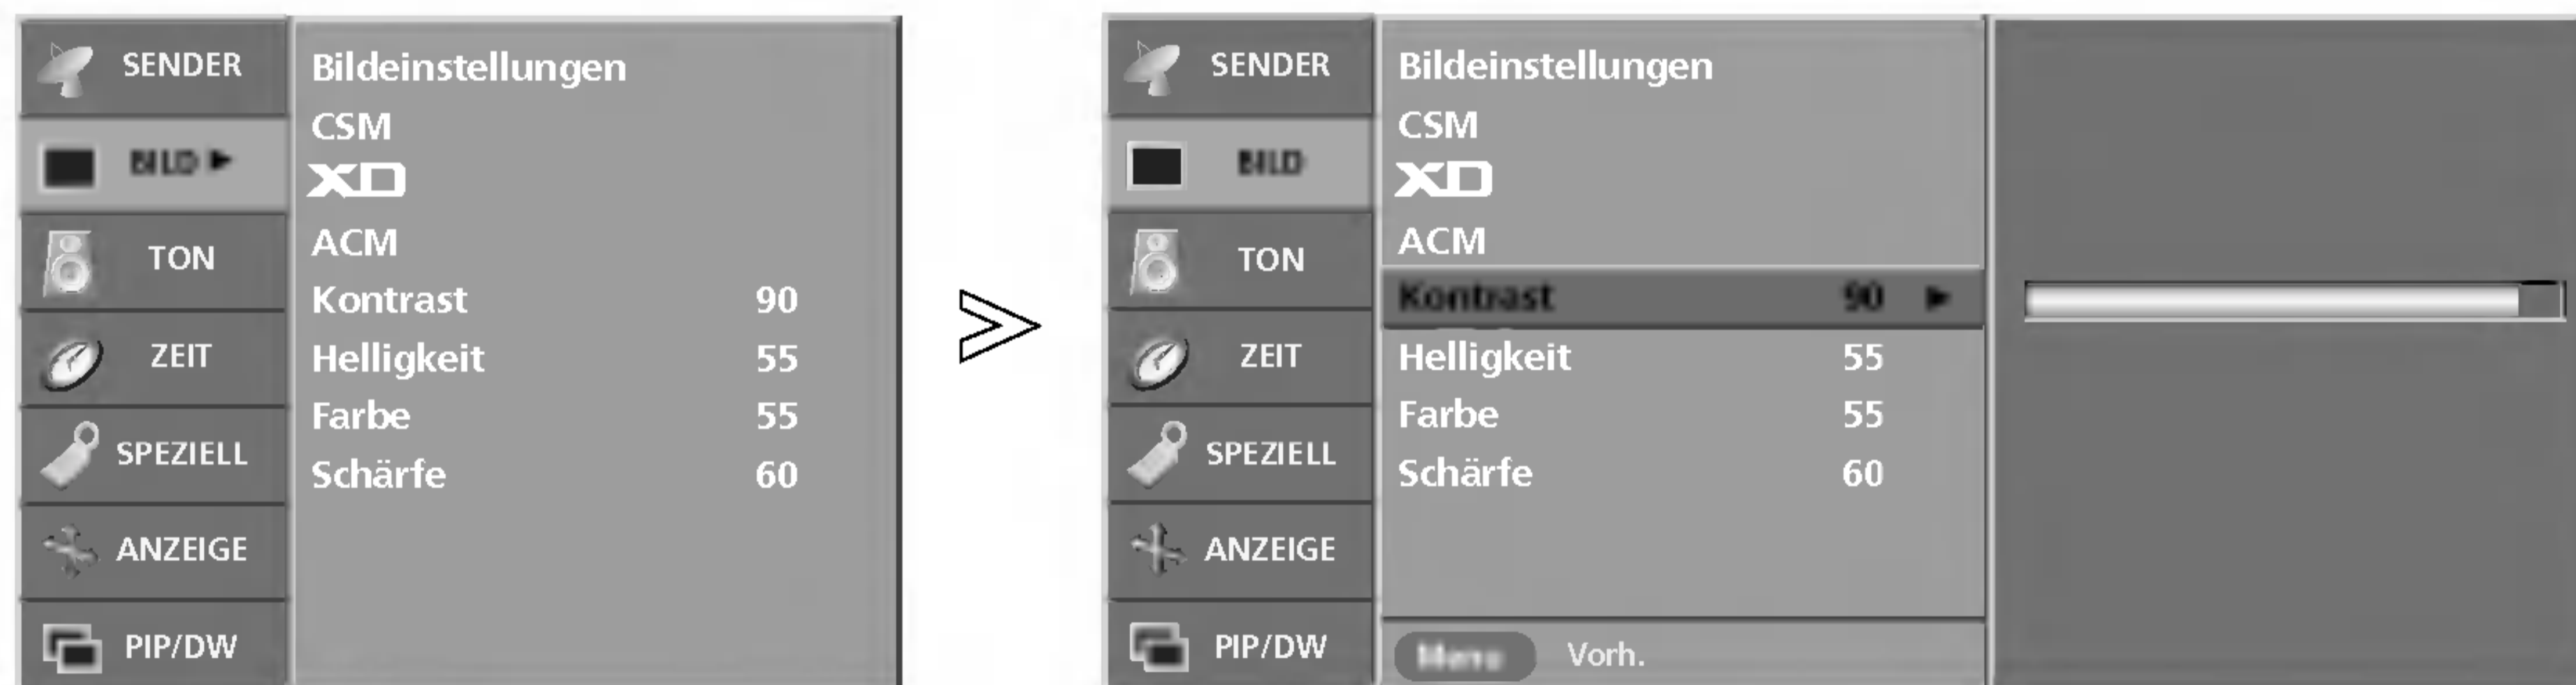 SENDER
BILD ▶
TON
ZEIT
SPEZIELL
ANZEIGE
PIP/DW
Bildeinstellungen
CSM
XD
ACM
Kontrast 90
Helligkeit 55
Farbe 55
Schärfe 60
SENDER
BILD
TON
ZEIT
SPEZIELL
ANZEIGE
PIP/DW
Bildeinstellungen
CSM
XD
ACM
Kontrast 90 ▶
Helligkeit 55
Farbe 55
Schärfe 60
Menu Vorh.